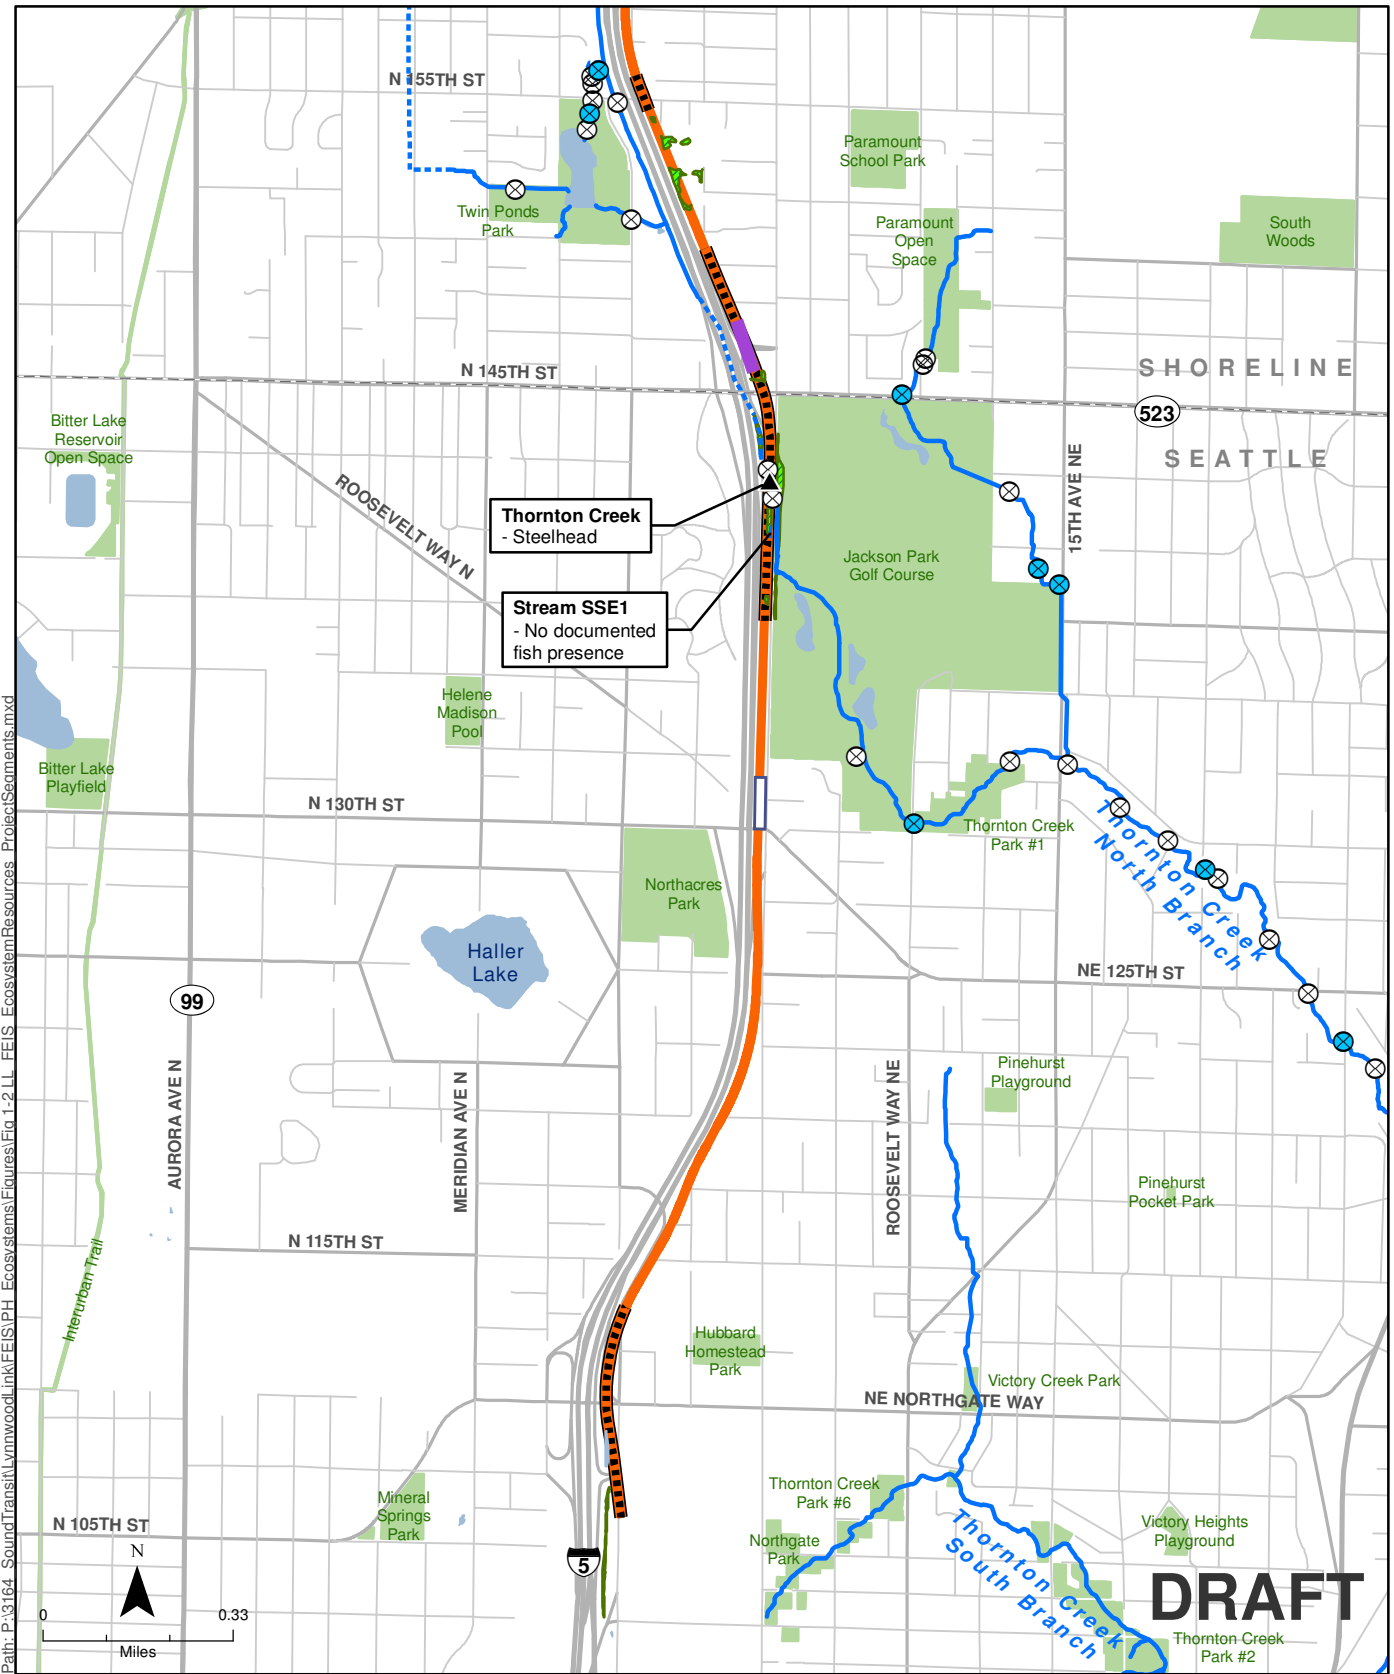 N 155TH ST
Paramount
School Park
Twin Ponds
Park
Paramount
Open
Space
South
Woods
N 145TH ST
SHORELINE
523
SEATTLE
Bitter Lake
Reservoir
Open Space
ROOSEVELT WAY N
15TH AVE NE
Thornton Creek
- Steelhead
Jackson Park
Golf Course
Stream SSE1
- No documented
fish presence
Helene
Madison
Pool
Bitter Lake
Playfield
N 130TH ST
Thornton Creek
Park #1
Thornton Creek
North Branch
Northacres
Park
Haller
Lake
NE 125TH ST
99
Pinehurst
Playground
AURORA AVE N
MERIDIAN AVE N
ROOSEVELT WAY NE
Pinehurst
Pocket Park
N 115TH ST
Interurban Trail
Hubbard
Homestead
Park
Victory Creek Park
NE NORTHGATE WAY
Thornton Creek
Park #6
Mineral
Springs
Park
N 105TH ST
Northgate
Park
Victory Heights
Playground
Thornton Creek
South Branch
5
N
0 0.33
Miles
DRAFT
Thornton Creek
Park #2
Path: P:\3164_SoundTransit\LynnwoodLink\FEIS\PH_Ecosystems\Figures\Fig 1-2 LL_FEIS_EcosystemResources_ProjectSegments.mxd